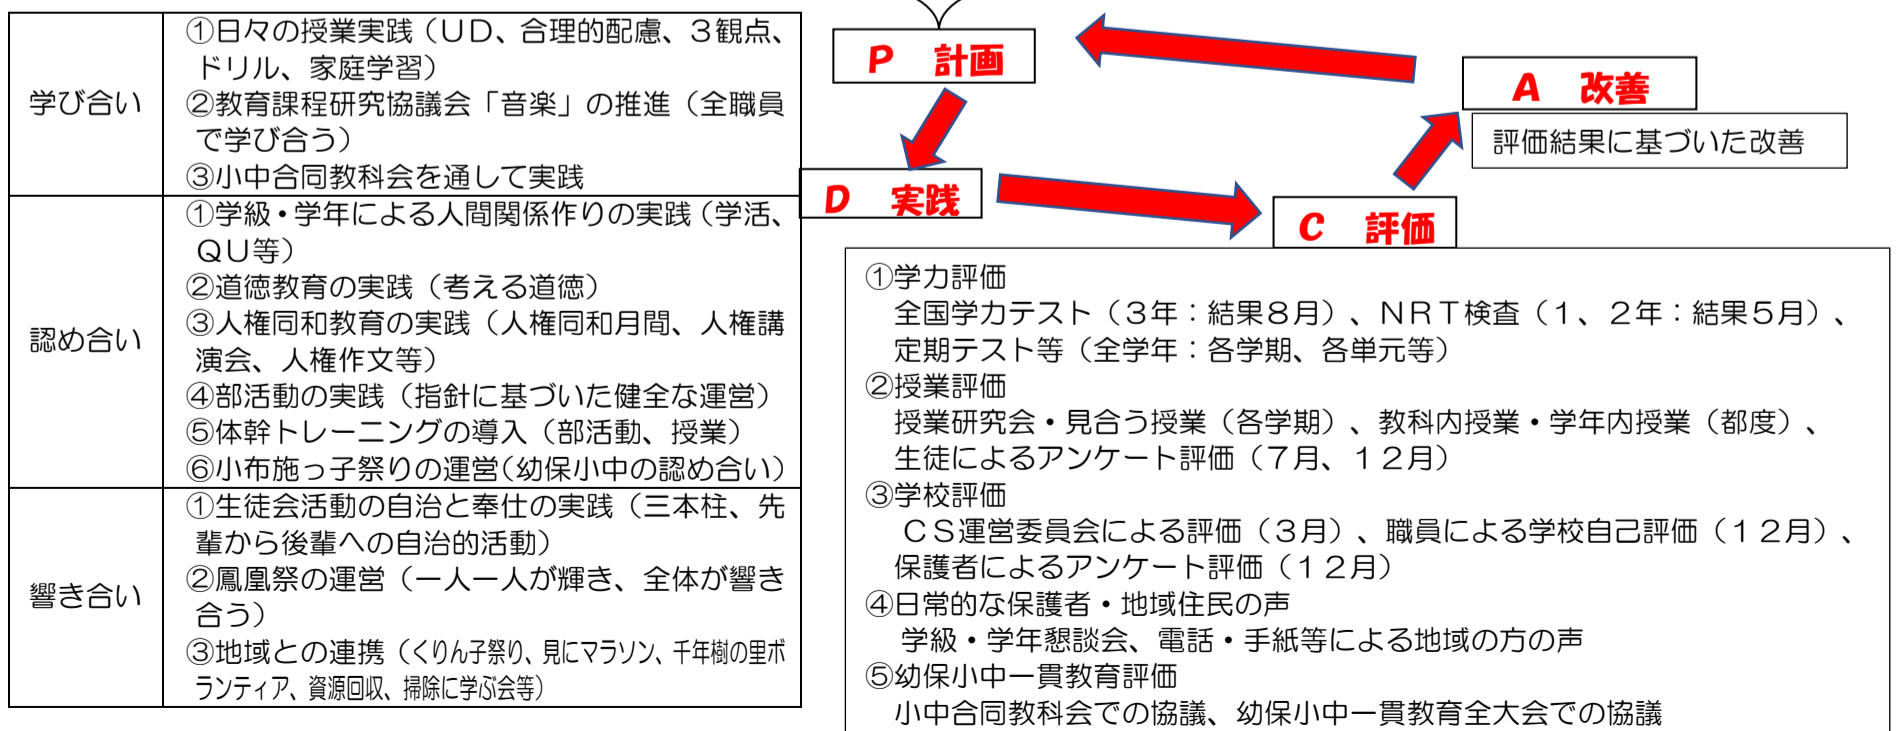 学び合い
①日々の授業実践（UD、合理的配慮、3観点、
ドリル、家庭学習）
②教育課程研究協議会「音楽」の推進（全職員
で学び合う）
③小中合同教科会を通して実践
認め合い
①学級・学年による人間関係作りの実践（学活、
QU等）
②道徳教育の実践（考える道徳）
③人権同和教育の実践（人権同和月間、人権講
演会、人権作文等）
④部活動の実践（指針に基づいた健全な運営）
⑤体幹トレーニングの導入（部活動、授業）
⑥小布施っ子祭りの運営（幼保小中の認め合い）
響き合い
①生徒会活動の自治と奉仕の実践（三本柱、先
輩から後輩への自治的活動）
②鳳凰祭の運営（一人一人が輝き、全体が響き
合う）
③地域との連携（くりん子祭り、見にマラソン、千年樹の里ボ
ランティア、資源回収、掃除に学ぶ会等）
P　計画
D　実践
C　評価
A　改善
評価結果に基づいた改善
①学力評価
全国学力テスト（3年：結果8月）、NRT検査（1、2年：結果5月）、
定期テスト等（全学年：各学期、各単元等）
②授業評価
授業研究会・見合う授業（各学期）、教科内授業・学年内授業（都度）、
生徒によるアンケート評価（7月、12月）
③学校評価
CS運営委員会による評価（3月）、職員による学校自己評価（12月）、
保護者によるアンケート評価（12月）
④日常的な保護者・地域住民の声
学級・学年懇談会、電話・手紙等による地域の方の声
⑤幼保小中一貫教育評価
小中合同教科会での協議、幼保小中一貫教育全大会での協議